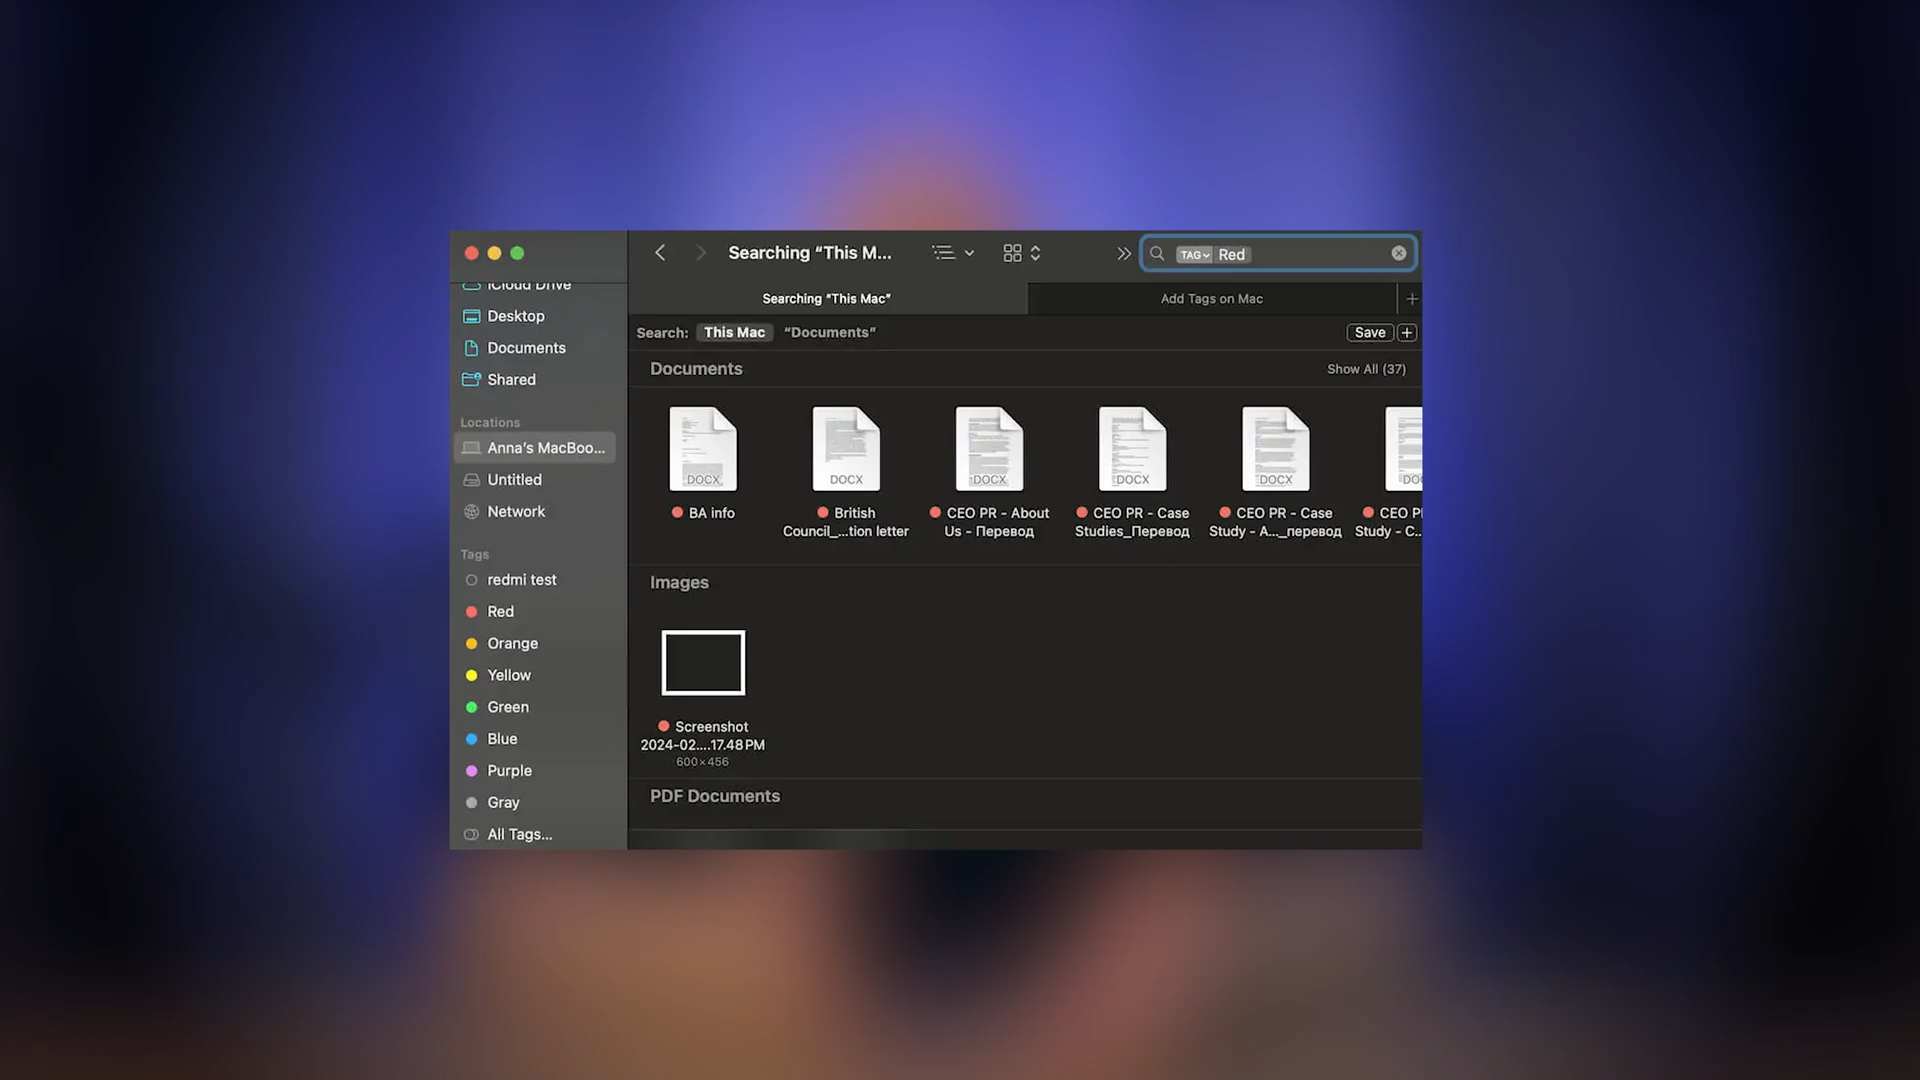 Searching “This M...
TAG Red
Searching “This Mac”
Add Tags on Mac
Search: This Mac “Documents”
Save
iCloud Drive
Desktop
Documents
Shared
Locations
Anna’s MacBoo...
Untitled
Network
Tags
redmi test
Red
Orange
Yellow
Green
Blue
Purple
Gray
All Tags...
Documents
Show All (37)
DOCX
DOCX
DOCX
DOCX
DOCX
BA info
British
Council_...tion letter
CEO PR - About
Us - Перевод
CEO PR - Case
Studies_Перевод
CEO PR - Case
Study - A..._перевод
CEO
Study - C...
Images
Screenshot
2024-02....17.48 PM
600×456
PDF Documents